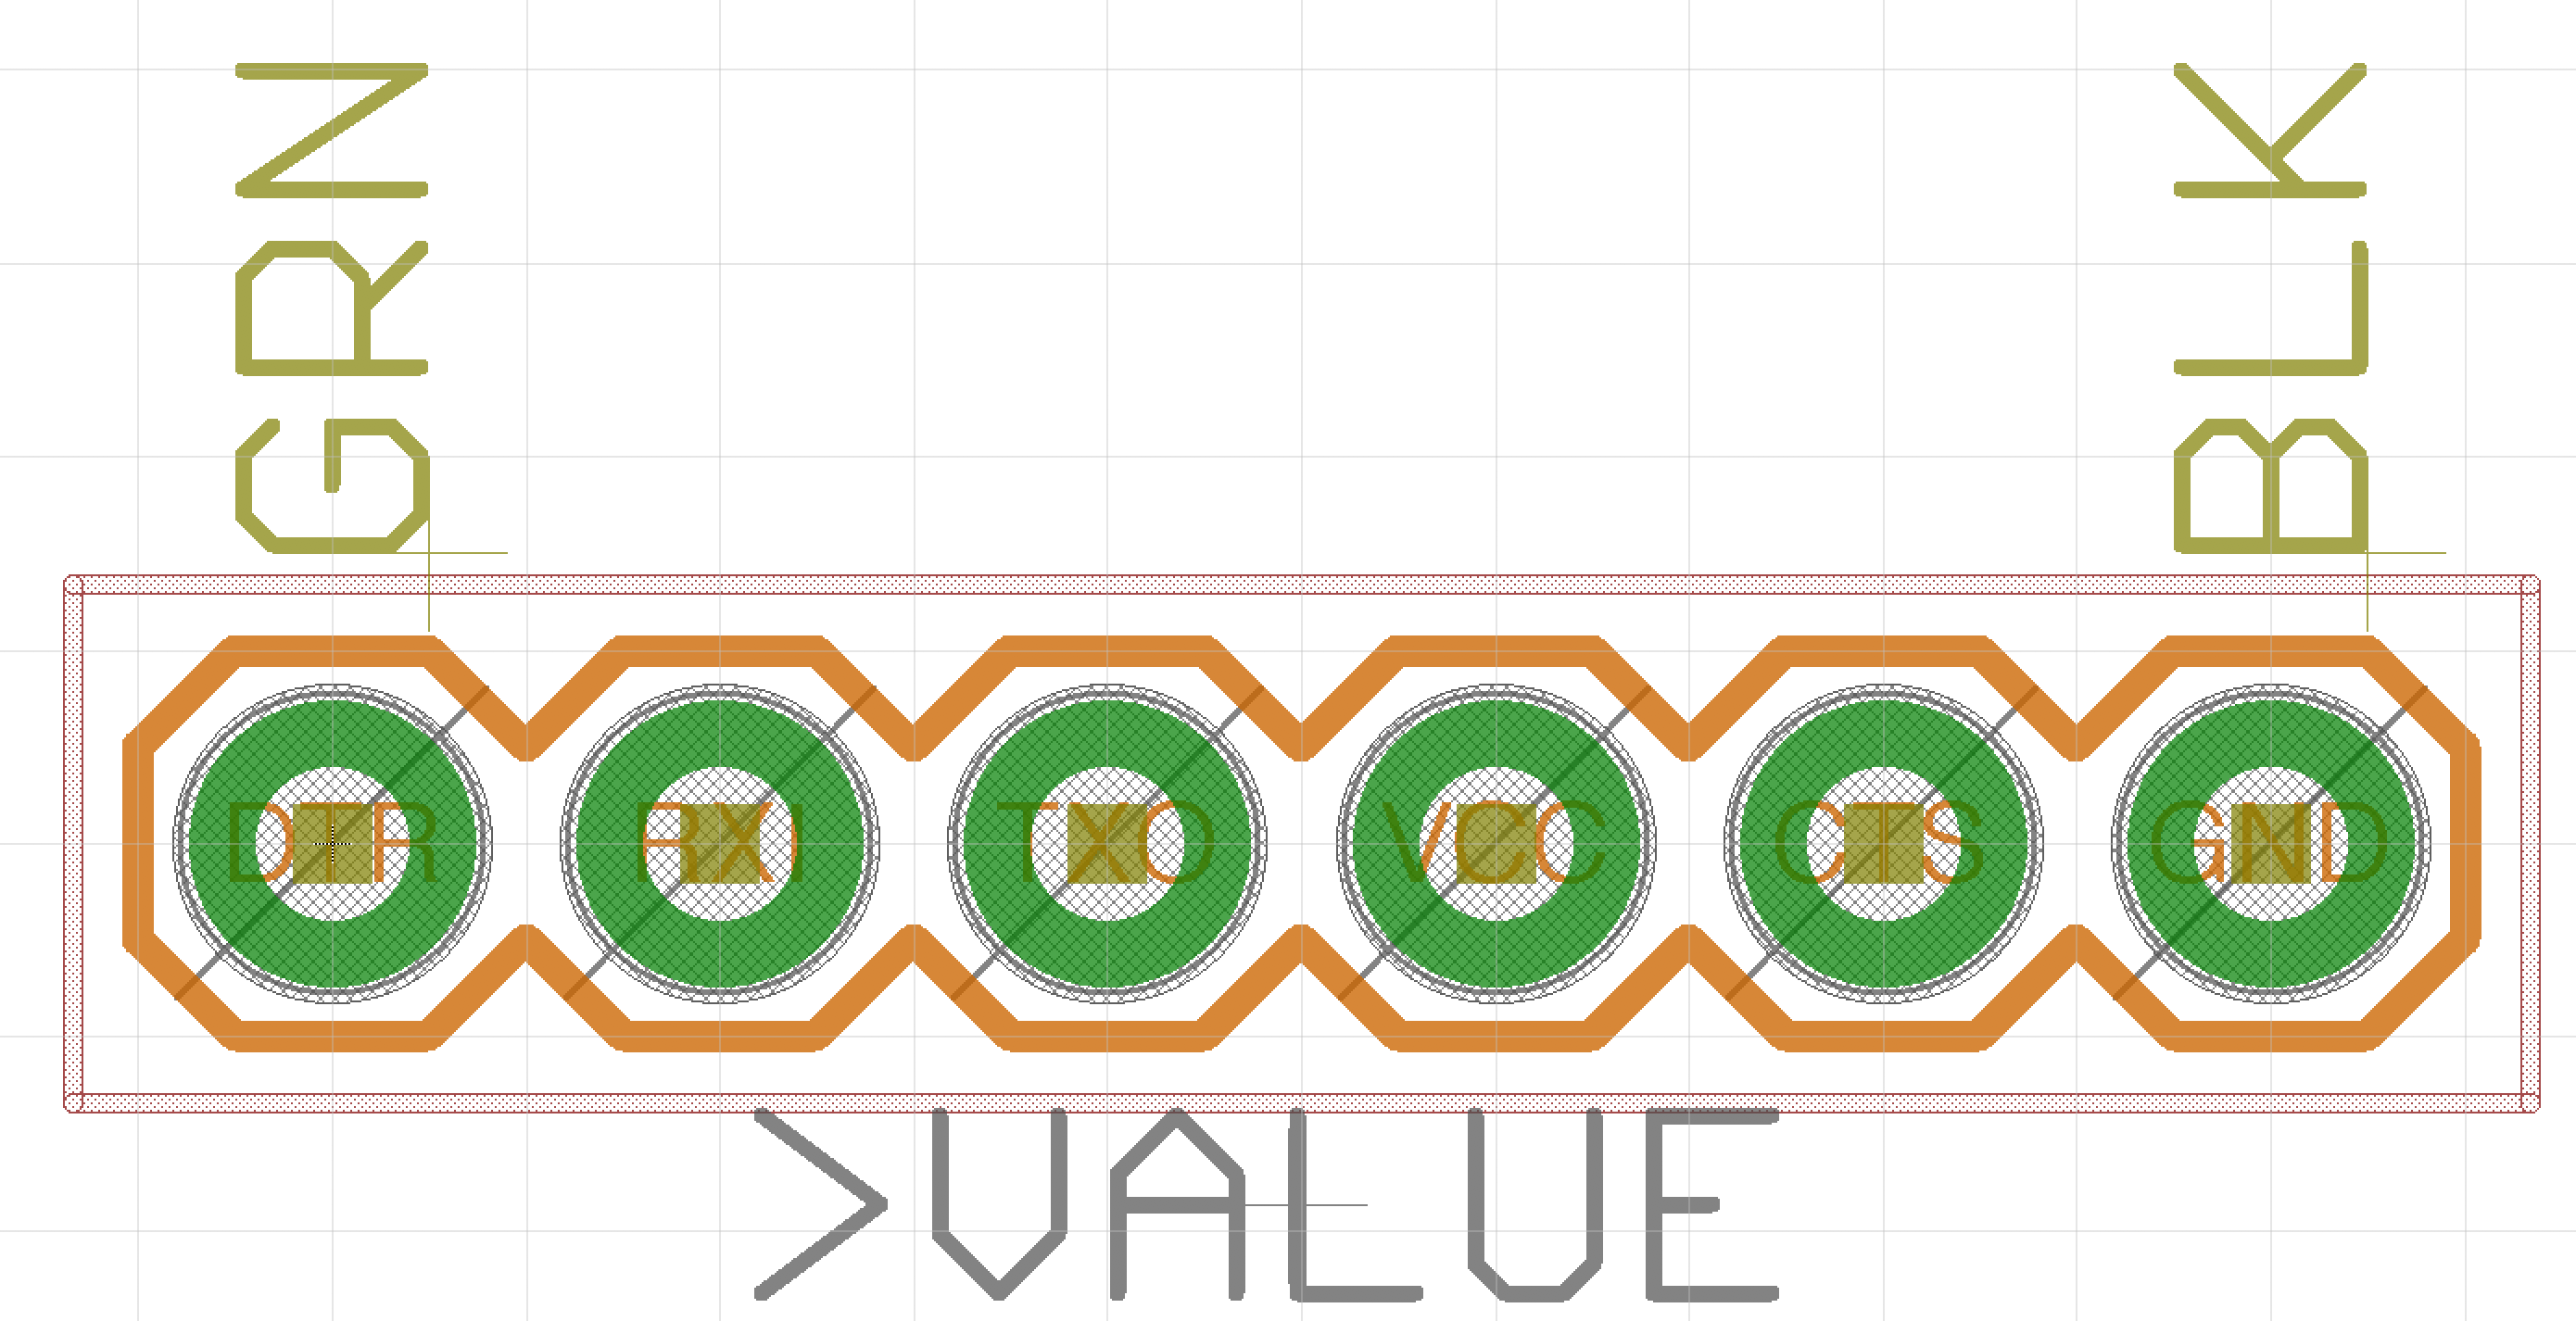 GRN BLK
DTR RXI TXO VCC CTS GND
>VALUE